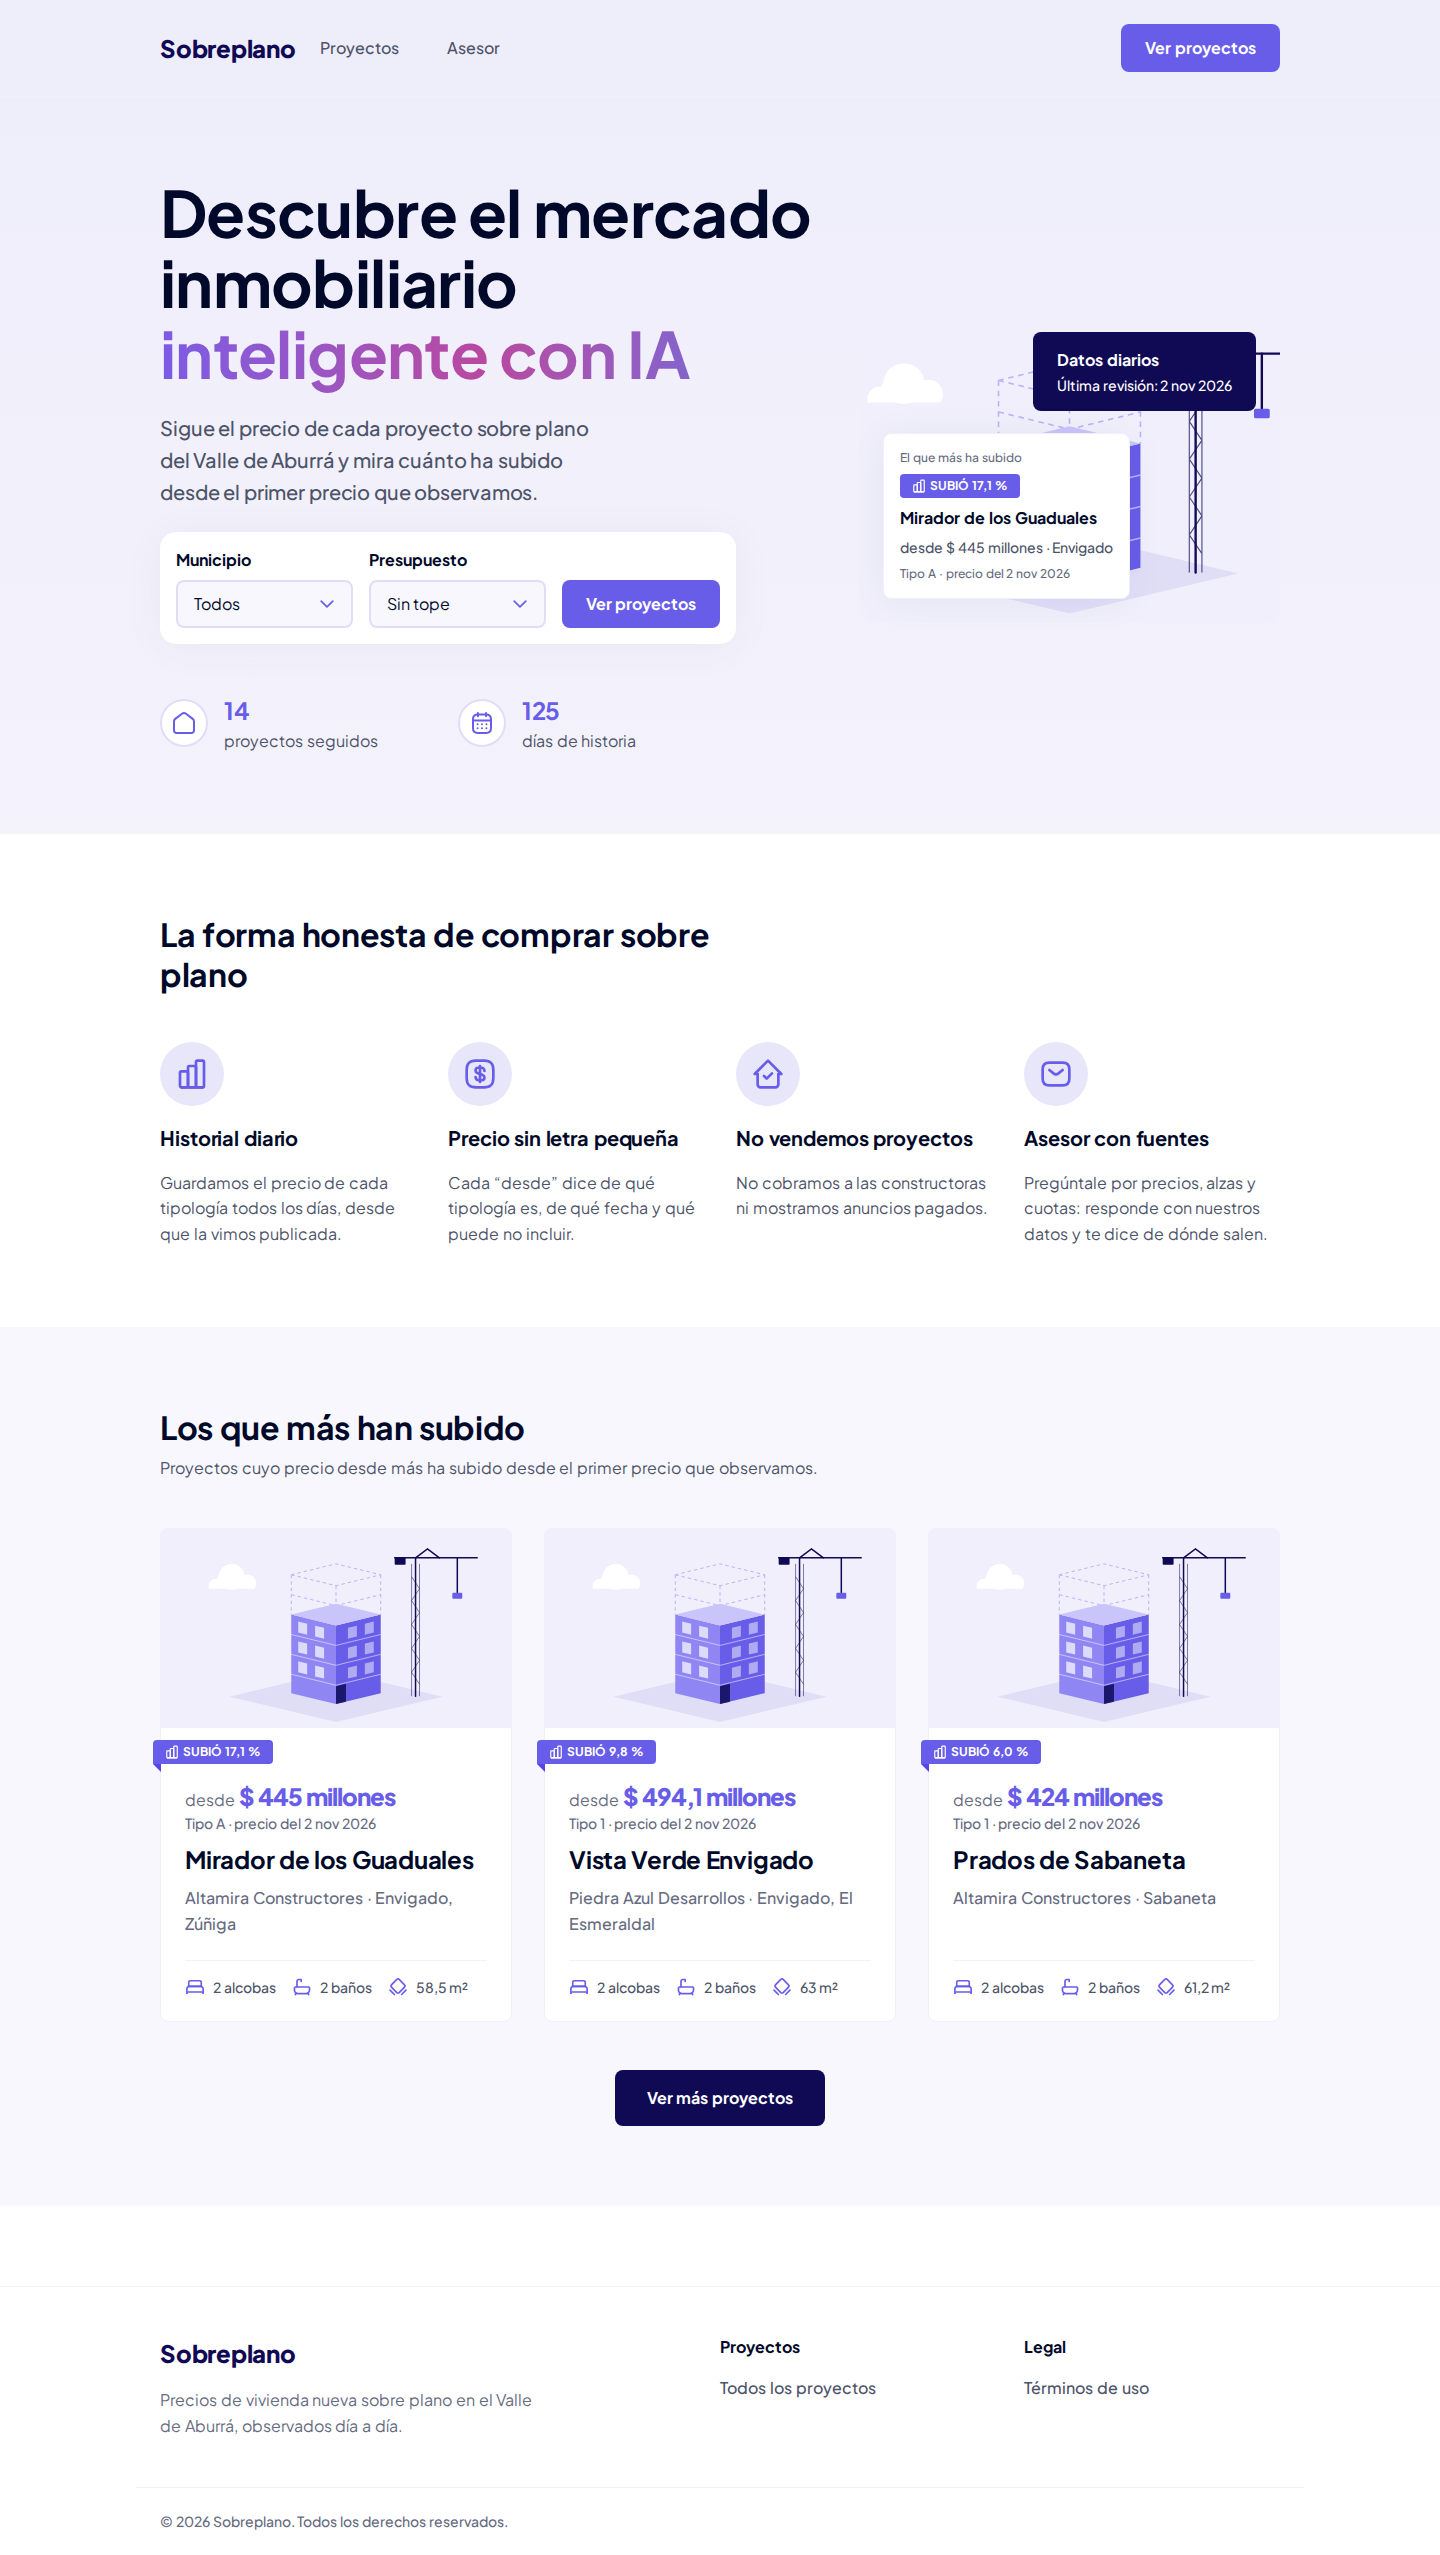 Sobreplano
Proyectos
Asesor
Ver proyectos
Descubre el mercado
inmobiliario
inteligente con IA
Sigue el precio de cada proyecto sobre plano
del Valle de Aburrá y mira cuánto ha subido
desde el primer precio que observamos.
Municipio
Presupuesto
Todos
Sin tope
Ver proyectos
14
proyectos seguidos
125
días de historia
Datos diarios
Última revisión: 2 nov 2026
El que más ha subido
SUBIÓ 17,1 %
Mirador de los Guaduales
desde $ 445 millones · Envigado
Tipo A · precio del 2 nov 2026
La forma honesta de comprar sobre
plano
Historial diario
Guardamos el precio de cada
tipología todos los días, desde
que la vimos publicada.
Precio sin letra pequeña
Cada “desde” dice de qué
tipología es, de qué fecha y qué
puede no incluir.
No vendemos proyectos
No cobramos a las constructoras
ni mostramos anuncios pagados.
Asesor con fuentes
Pregúntale por precios, alzas y
cuotas: responde con nuestros
datos y te dice de dónde salen.
Los que más han subido
Proyectos cuyo precio desde más ha subido desde el primer precio que observamos.
SUBIÓ 17,1 %
desde $ 445 millones
Tipo A · precio del 2 nov 2026
Mirador de los Guaduales
Altamira Constructores · Envigado,
Zúñiga
2 alcobas
2 baños
58,5 m²
SUBIÓ 9,8 %
desde $ 494,1 millones
Tipo 1 · precio del 2 nov 2026
Vista Verde Envigado
Piedra Azul Desarrollos · Envigado, El
Esmeraldal
2 alcobas
2 baños
63 m²
SUBIÓ 6,0 %
desde $ 424 millones
Tipo 1 · precio del 2 nov 2026
Prados de Sabaneta
Altamira Constructores · Sabaneta
2 alcobas
2 baños
61,2 m²
Ver más proyectos
Sobreplano
Precios de vivienda nueva sobre plano en el Valle
de Aburrá, observados día a día.
Proyectos
Todos los proyectos
Legal
Términos de uso
© 2026 Sobreplano. Todos los derechos reservados.